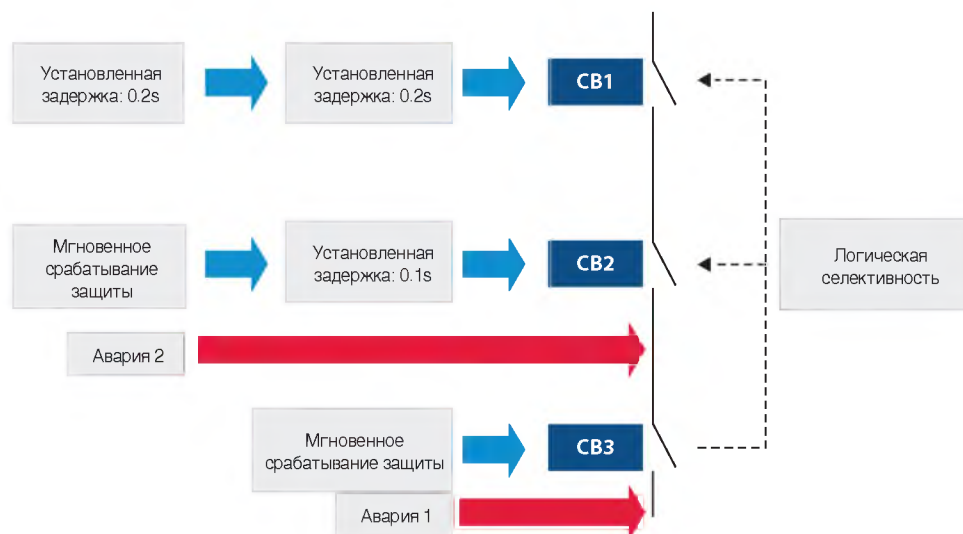 Установленная
задержка: 0.2s
Установленная
задержка: 0.2s
CB1
Мгновенное
срабатывание
защиты
Установленная
задержка: 0.1s
CB2
Логическая
селективность
Авария 2
Мгновенное
срабатывание защиты
CB3
Авария 1